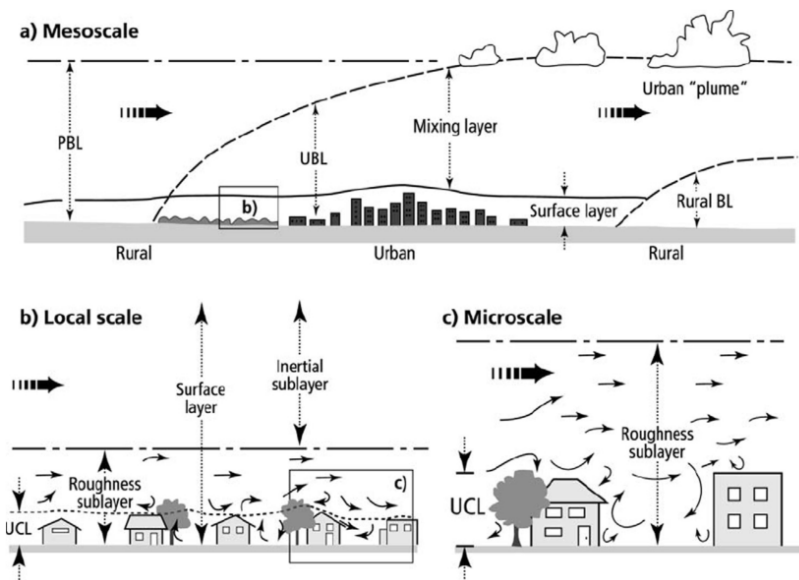 a) Mesoscale
Urban "plume"
PBL
Mixing layer
UBL
b)
Surface layer
Rural BL
Rural
Urban
Rural
b) Local scale
Inertial
sublayer
Surface
layer
Roughness
sublayer
c)
UCL
c) Microscale
Roughness
sublayer
UCL